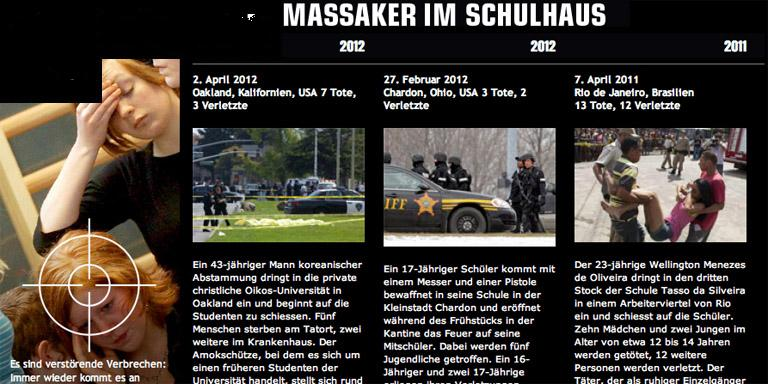 MASSAKER IM SCHULHAUS
2012
2012
2011
2. April 2012
Oakland, Kalifornien, USA 7 Tote,
3 Verletzte
27. Februar 2012
Chardon, Ohio, USA 3 Tote, 2
Verletzte
7. April 2011
Rio de Janeiro, Brasilien
13 Tote, 12 Verletzte
IFF
Ein 43-jähriger Mann koreanischer
Abstammung dringt in die private
christliche Oikos-Universität in
Oakland ein und beginnt auf die
Studenten zu schiessen. Fünf
Menschen sterben am Tatort, zwei
weitere im Krankenhaus. Der
Amokschütze, bei dem es sich um
einen früheren Studenten der
Universität handelt, stellt sich rund
Ein 17-Jähriger Schüler kommt mit
einem Messer und einer Pistole
bewaffnet in seine Schule in der
Kleinstadt Chardon und eröffnet
während des Frühstücks in der
Kantine das Feuer auf seine
Mitschüler. Dabei werden fünf
Jugendliche getroffen. Ein 16-
Jähriger und zwei 17-Jährige
erliegen ihren Verletzungen
Der 23-jährige Wellington Menezes
de Oliveira dringt in den dritten
Stock der Schule Tasso da Silveira
in einem Arbeiterviertel von Rio
ein und schiesst auf die Schüler.
Zehn Mädchen und zwei Jungen im
Alter von etwa 12 bis 14 Jahren
werden getötet, 12 weitere
Personen werden verletzt. Der
Täter, der als ruhiger Einzelgänger
Es sind verstörende Verbrechen:
Immer wieder kommt es an